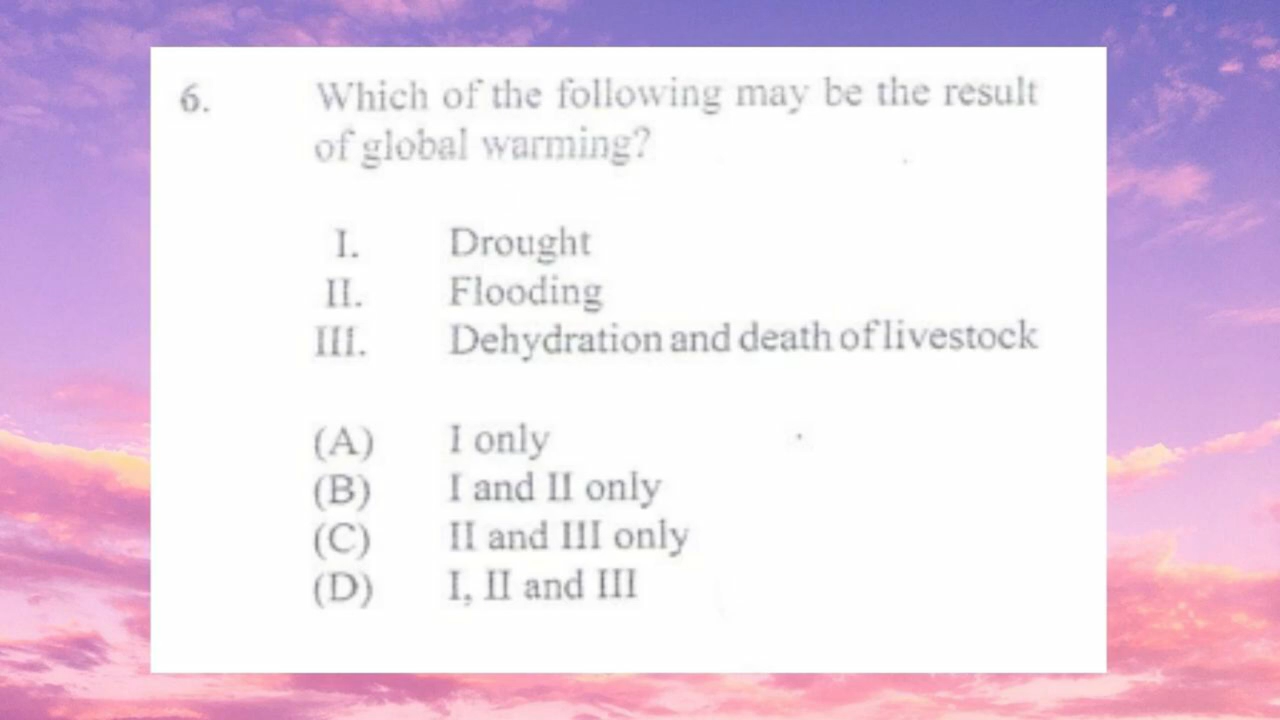 6. Which of the following may be the result
of global warming?
I. Drought
II. Flooding
III. Dehydration and death of livestock
(A) I only
(B) I and II only
(C) II and III only
(D) I, II and III